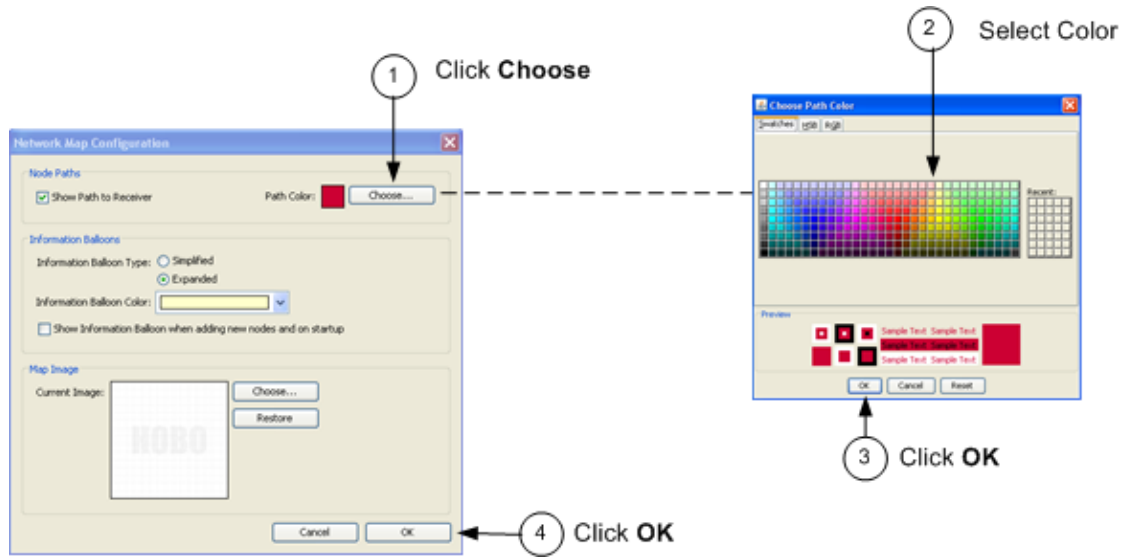 2 Select Color
1 Click Choose
Network Map Configuration
Node Paths
Show Path to Receiver
Path Color:
Choose...
Information Balloons
Information Balloon Type:
Simplified
Expanded
Information Balloon Color:
Show Information Balloon when adding new nodes and on startup
Map Image
Current Image:
HOBO
Choose...
Restore
Cancel
OK
4 Click OK
Choose Path Color
Swatches
HSB
RGB
Recent:
Preview
Sample Text Sample Text
Sample Text Sample Text
Sample Text Sample Text
OK
Cancel
Reset
3 Click OK